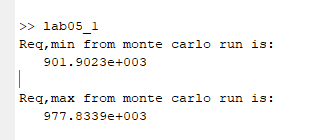 >> lab05_1
Req,min from monte carlo run is:
901.9023e+003
Req,max from monte carlo run is:
977.8339e+003